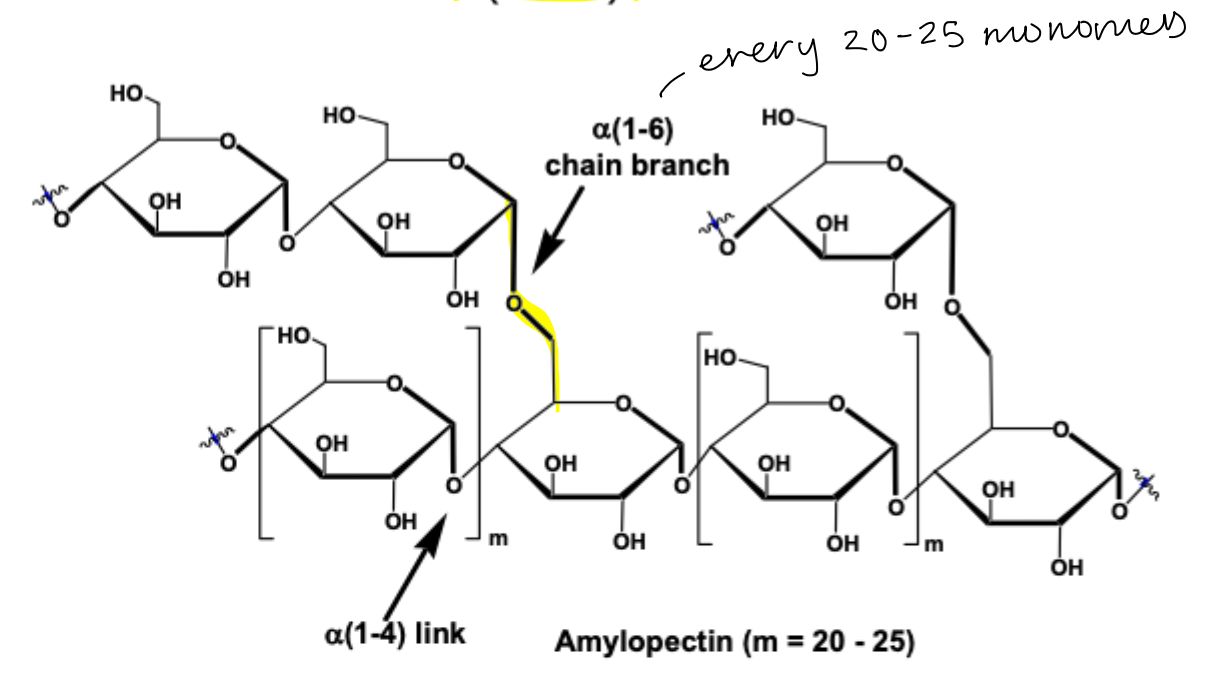 every 20-25 monomers
α(1-6)
chain branch
HO
O
OH
O
OH
O
HO
O
OH
OH
O
HO
O
OH
O
OH
O
HO
O
OH
O
OH
O
m
O
OH
O
OH
HO
O
OH
O
OH
m
O
OH
O
OH
α(1-4) link
Amylopectin (m = 20 - 25)